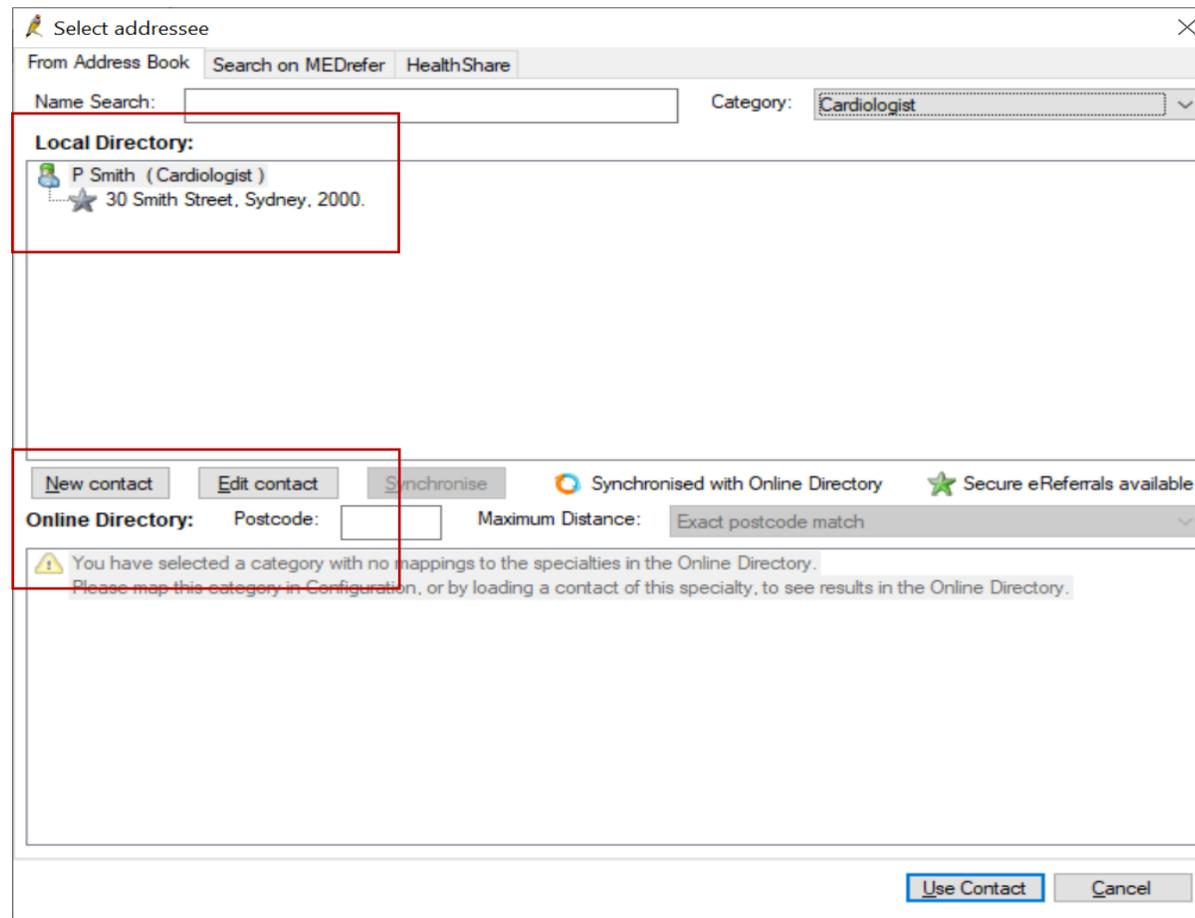 Select addressee
From Address Book Search on MEDrefer HealthShare
Name Search: Category: Cardiologist
Local Directory:
P Smith (Cardiologist)
30 Smith Street, Sydney, 2000.
New contact Edit contact Synchronise Synchronised with Online Directory Secure eReferrals available
Online Directory: Postcode: Maximum Distance: Exact postcode match
You have selected a category with no mappings to the specialties in the Online Directory.
Please map this category in Configuration, or by loading a contact of this specialty, to see results in the Online Directory.
Use Contact Cancel